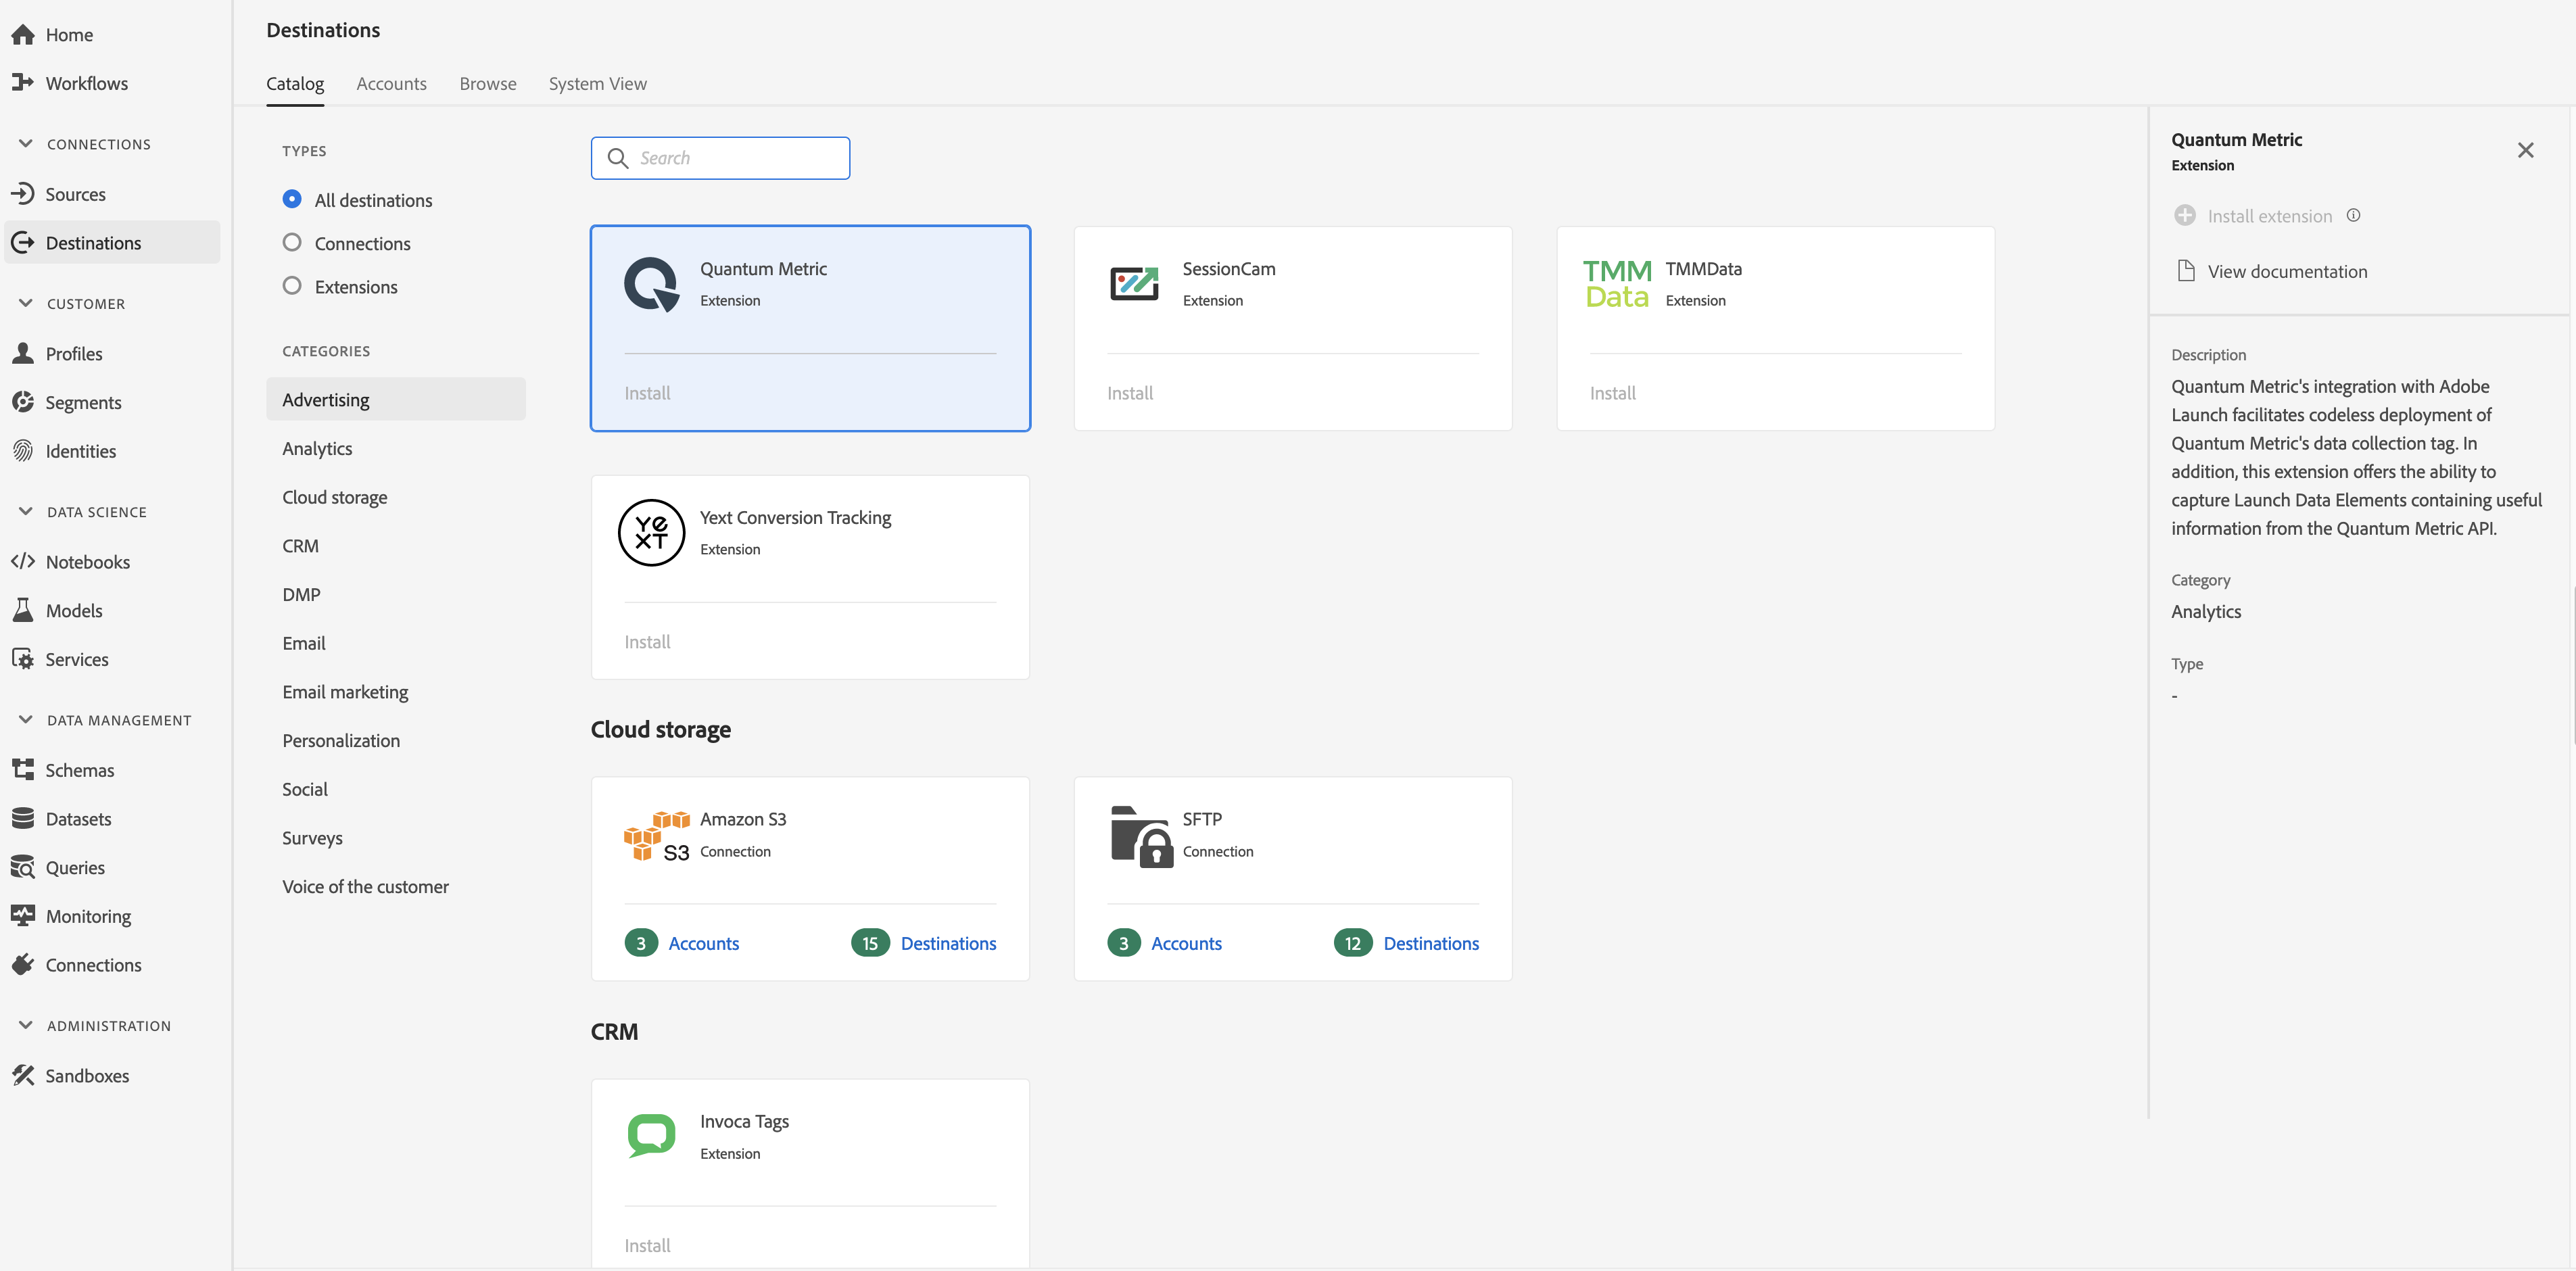 Home
Workflows
CONNECTIONS
Sources
Destinations
CUSTOMER
Profiles
Segments
Identities
DATA SCIENCE
Notebooks
Models
Services
DATA MANAGEMENT
Schemas
Datasets
Queries
Monitoring
Connections
ADMINISTRATION
Sandboxes
Destinations
Catalog Accounts Browse System View
TYPES
All destinations
Connections
Extensions
CATEGORIES
Advertising
Analytics
Cloud storage
CRM
DMP
Email
Email marketing
Personalization
Social
Surveys
Voice of the customer
Search
Quantum Metric
Extension
Install
SessionCam
Extension
Install
TMM
Data
TMMData
Extension
Install
YE
XT
Yext Conversion Tracking
Extension
Install
Cloud storage
S3
Amazon S3
Connection
3 Accounts 15 Destinations
SFTP
Connection
3 Accounts 12 Destinations
CRM
Invoca Tags
Extension
Install
Quantum Metric
Extension
Install extension
View documentation
Description
Quantum Metric's integration with Adobe
Launch facilitates codeless deployment of
Quantum Metric's data collection tag. In
addition, this extension offers the ability to
capture Launch Data Elements containing useful
information from the Quantum Metric API.
Category
Analytics
Type
-